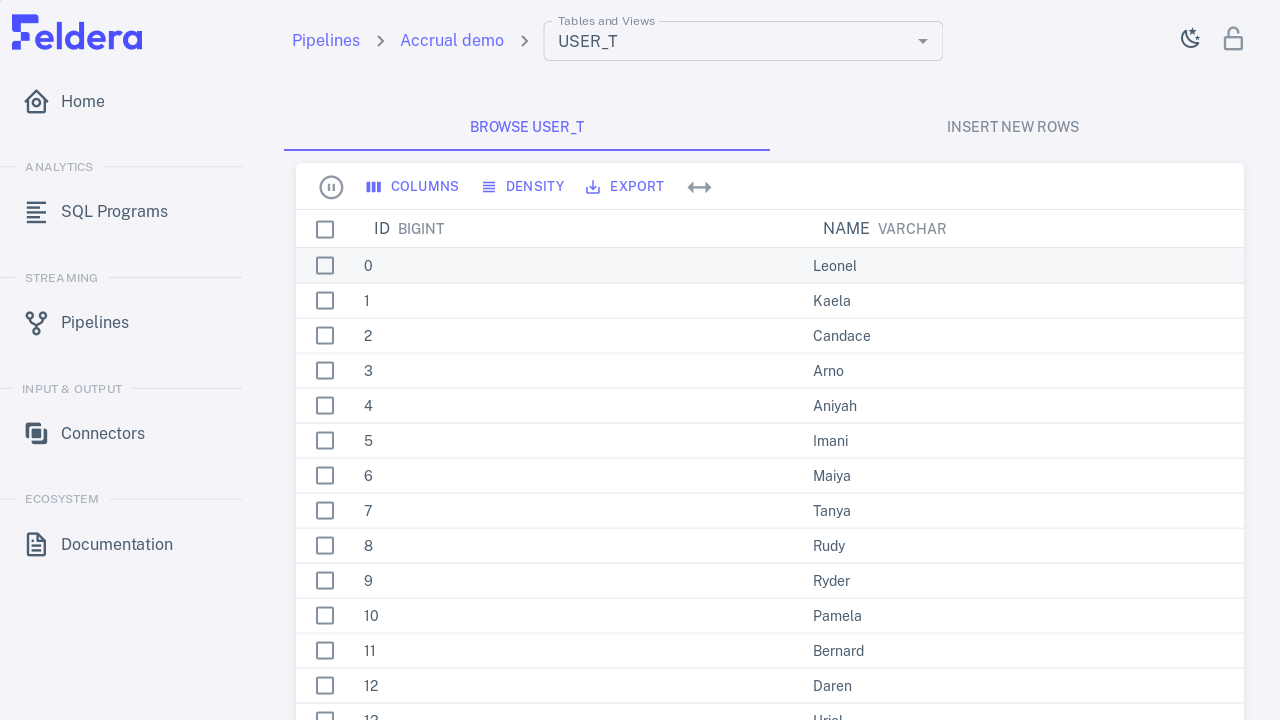 Feldera
Pipelines
Accrual demo
Tables and Views
USER_T
Home
ANALYTICS
SQL Programs
STREAMING
Pipelines
INPUT & OUTPUT
Connectors
ECOSYSTEM
Documentation
BROWSE USER_T
INSERT NEW ROWS
COLUMNS DENSITY EXPORT
ID BIGINT NAME VARCHAR
0 Leonel
1 Kaela
2 Candace
3 Arno
4 Aniyah
5 Imani
6 Maiya
7 Tanya
8 Rudy
9 Ryder
10 Pamela
11 Bernard
12 Daren